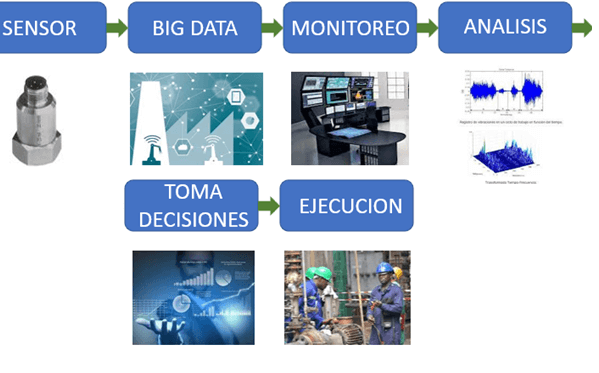 SENSOR
BIG DATA
MONITOREO
ANALISIS
TOMA
DECISIONES
EJECUCION